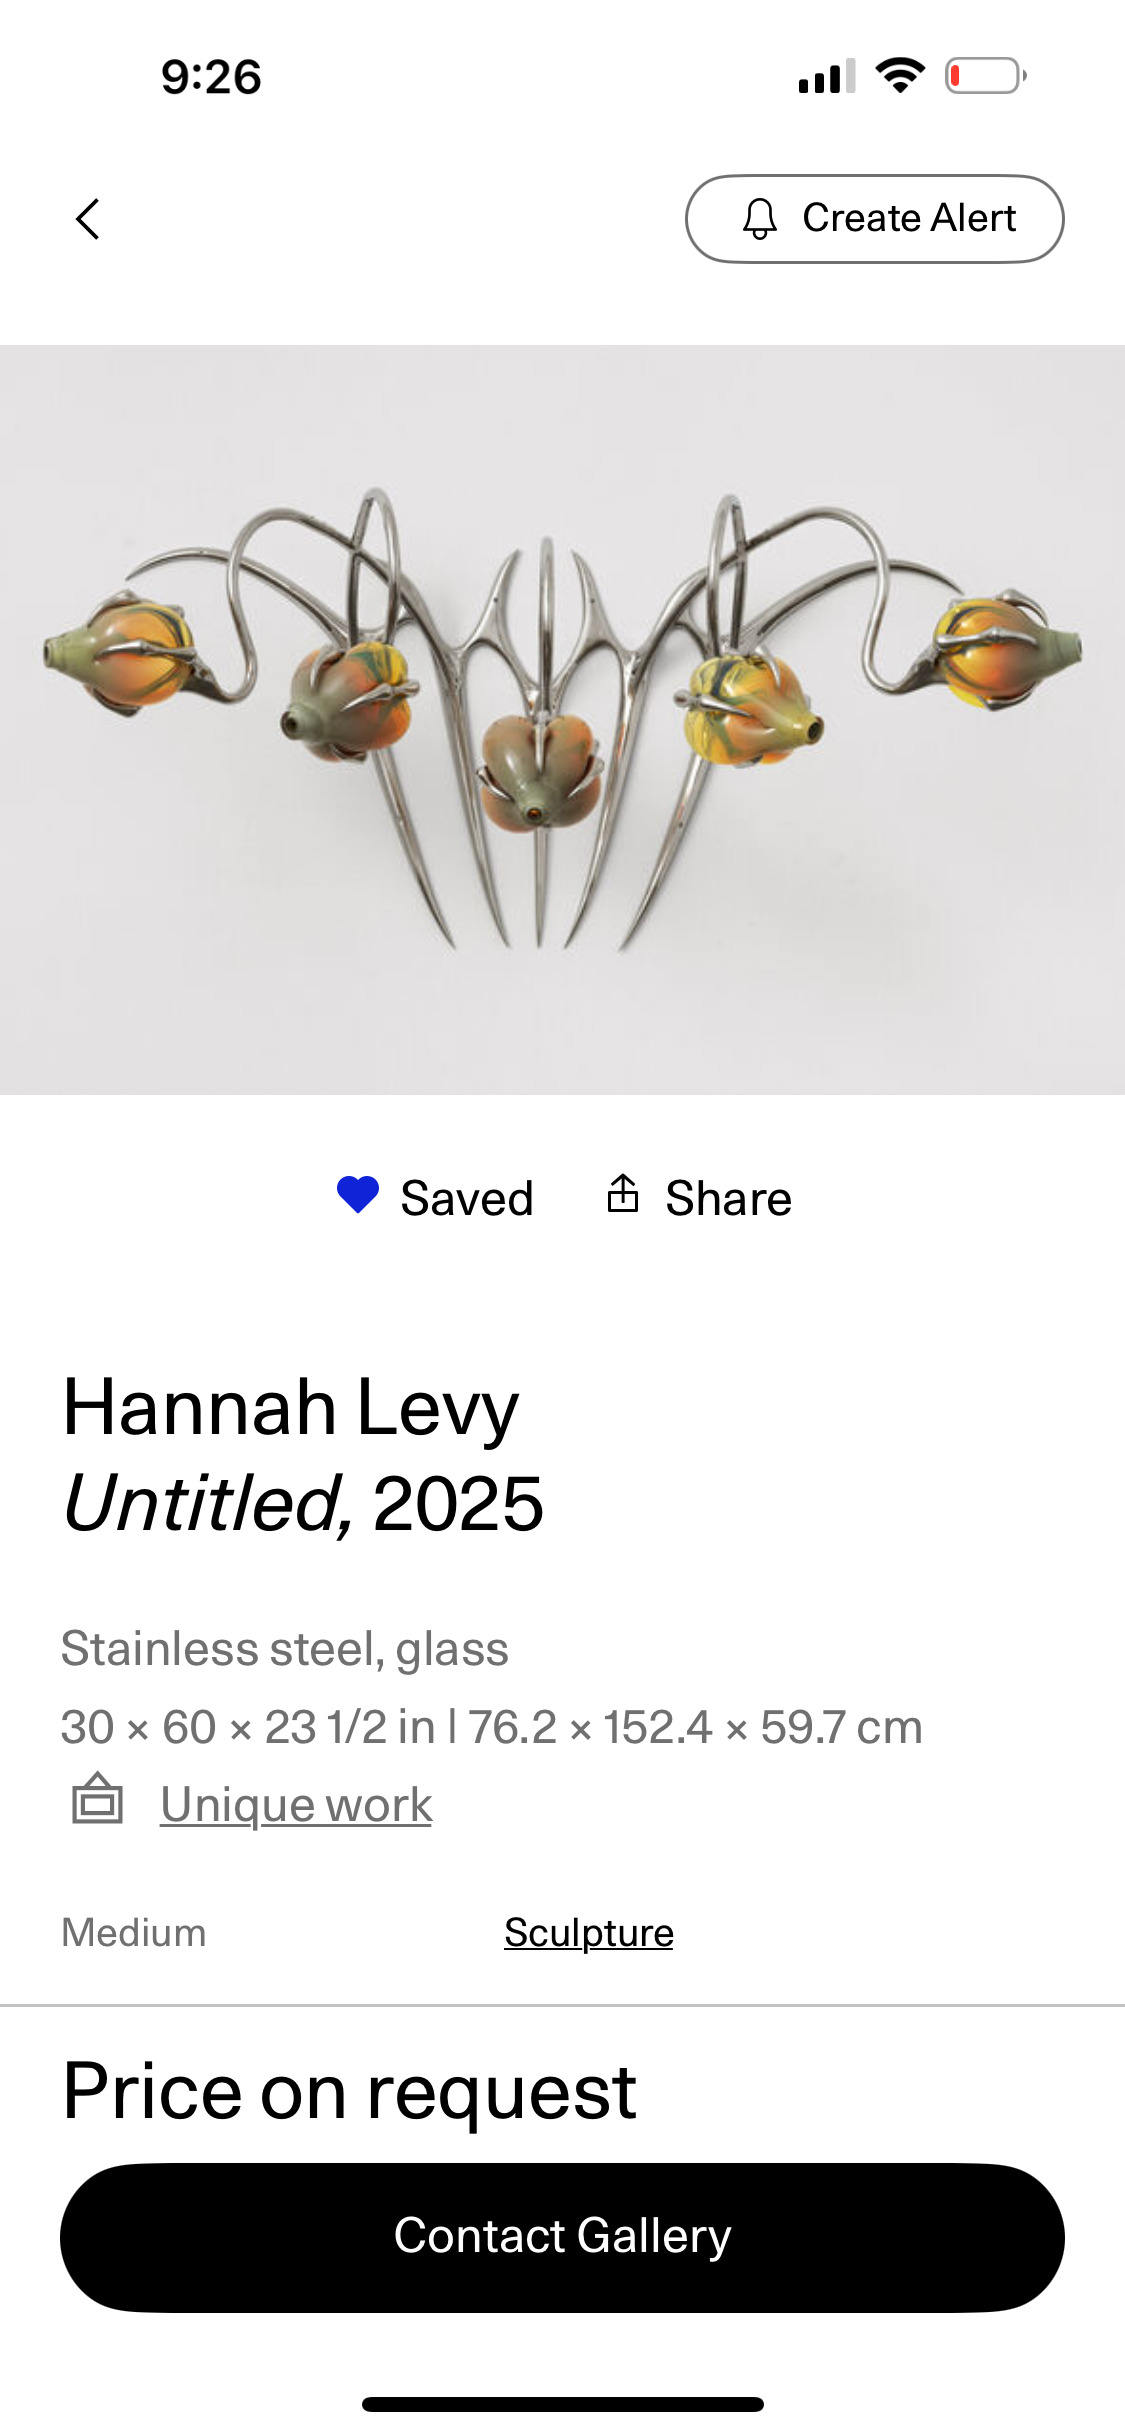 9:26
Create Alert
Saved Share
Hannah Levy
Untitled, 2025
Stainless steel, glass
30 × 60 × 23 1/2 in | 76.2 × 152.4 × 59.7 cm
Unique work
Medium Sculpture
Price on request
Contact Gallery